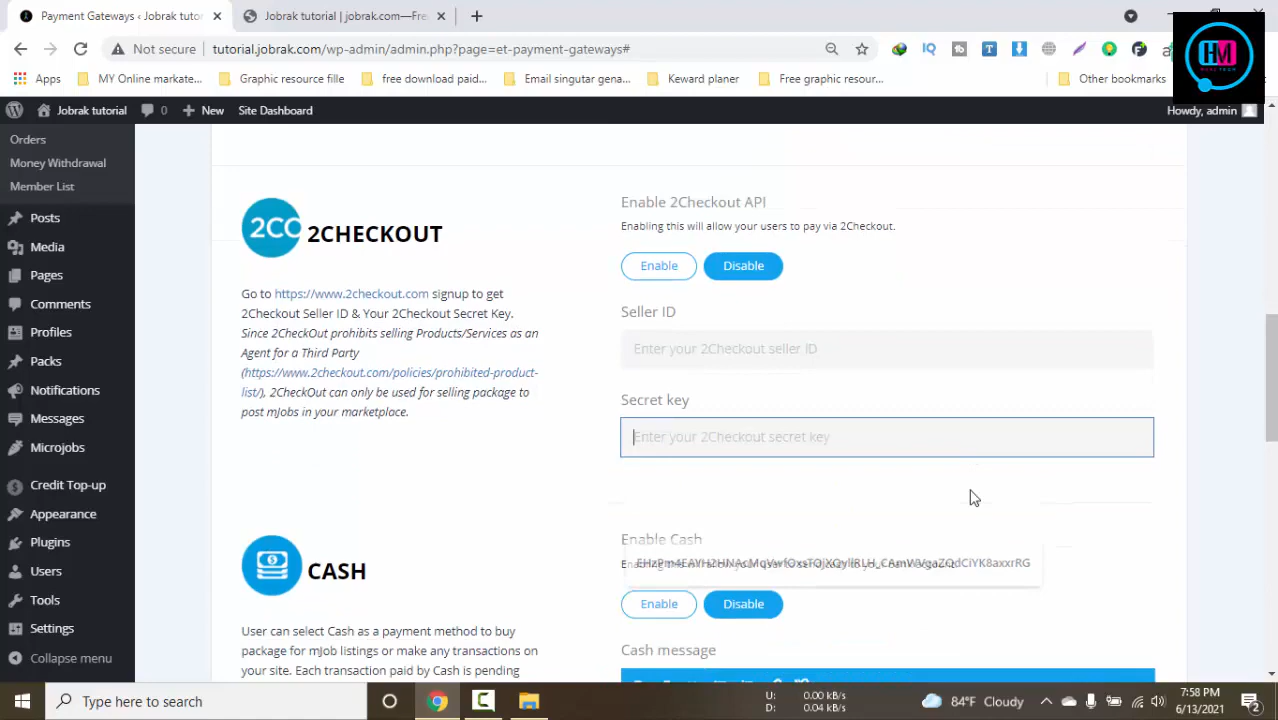 Payment Gateways ‹ Jobrak tutori
Jobrak tutorial | jobrak.com—Fre
Not secure
tutorial.jobrak.com/wp-admin/admin.php?page=et-payment-gateways#
Apps
MY Online markate...
Graphic resource fille
free download paid...
Email singutar gena...
Keward planer
Free graphic resour...
Other bookmarks
HM
Jobrak tutorial
0
New
Site Dashboard
Howdy, admin
Orders
Money Withdrawal
Member List
Posts
Media
Pages
Comments
Profiles
Packs
Notifications
Messages
Microjobs
Credit Top-up
Appearance
Plugins
Users
Tools
Settings
Collapse menu
2CO
2CHECKOUT
Go to https://www.2checkout.com signup to get
2Checkout Seller ID & Your 2Checkout Secret Key.
Since 2CheckOut prohibits selling Products/Services as an
Agent for a Third Party
(https://www.2checkout.com/policies/prohibited-product-
list/), 2CheckOut can only be used for selling package to
post mJobs in your marketplace.
Enable 2Checkout API
Enabling this will allow your users to pay via 2Checkout.
Enable
Disable
Seller ID
Enter your 2Checkout seller ID
Secret key
Enter your 2Checkout secret key
CASH
User can select Cash as a payment method to buy
package for mJob listings or make any transactions on
your site. Each transaction paid by Cash is pending
Enable Cash
Enable
Disable
Cash message
Type here to search
U:
D:
0.00 kB/s
0.04 kB/s
84°F Cloudy
7:58 PM
6/13/2021
2